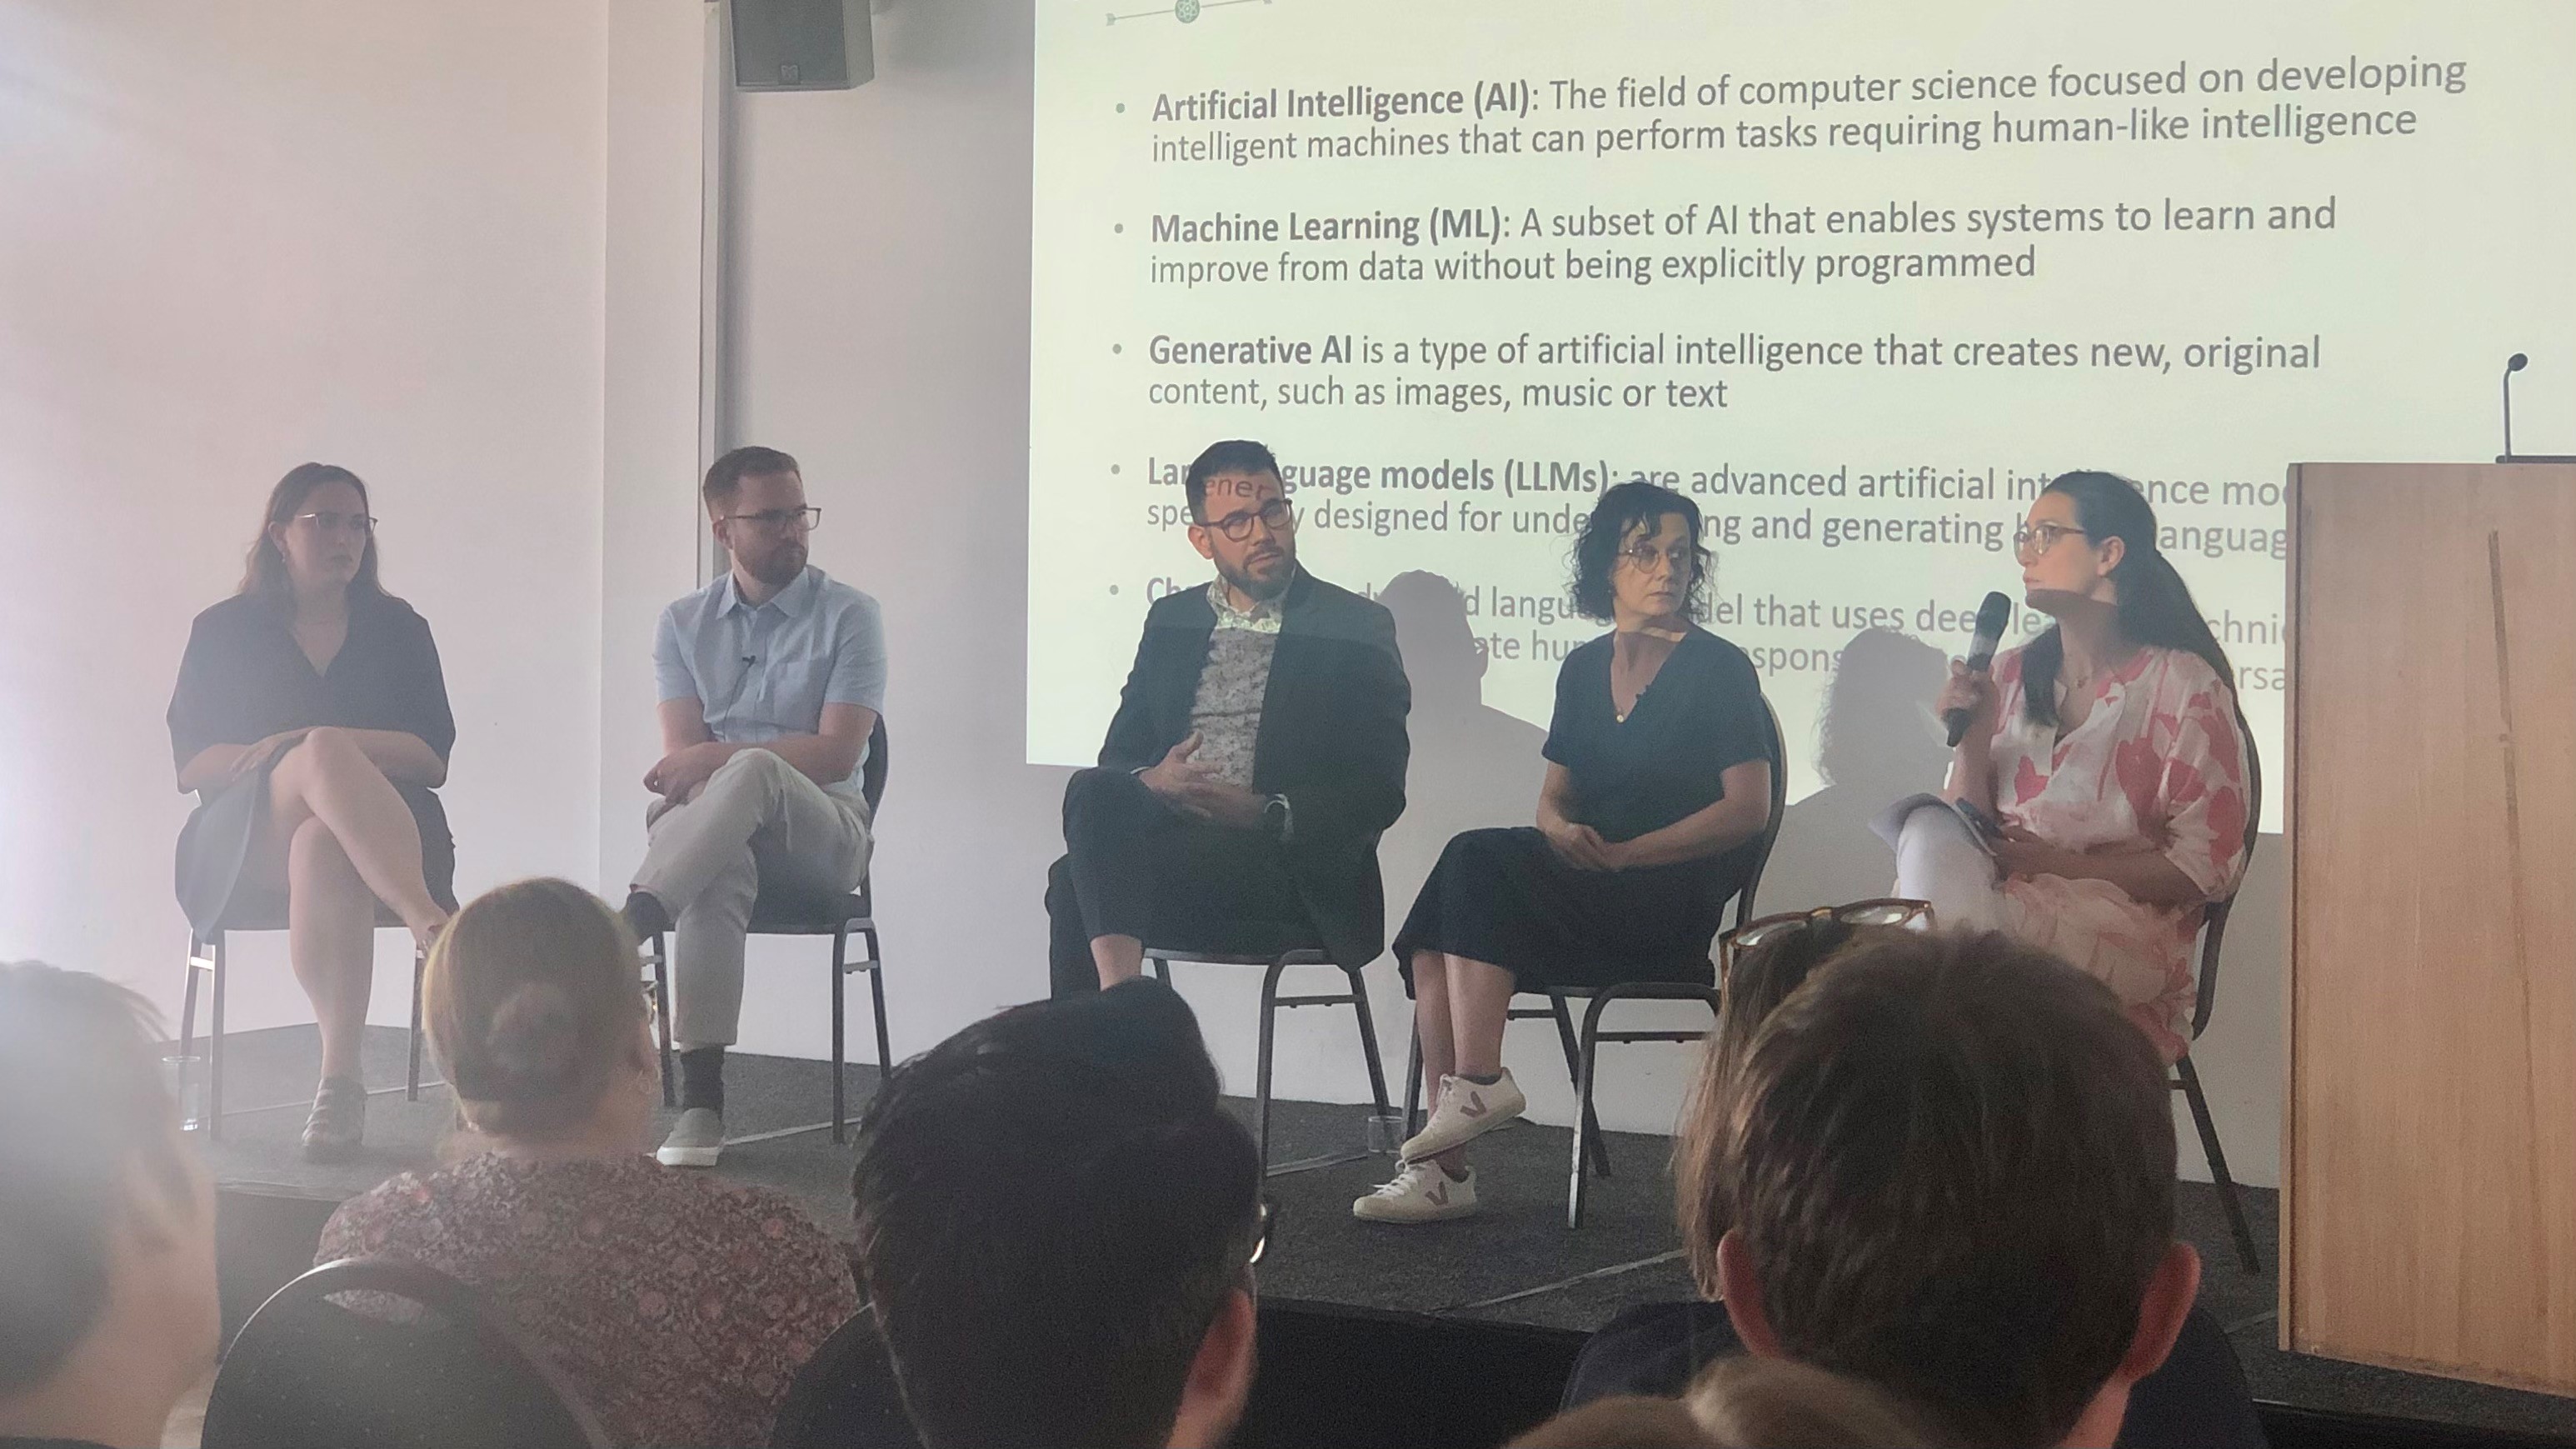 • Artificial Intelligence (AI): The field of computer science focused on developing
intelligent machines that can perform tasks requiring human-like intelligence
• Machine Learning (ML): A subset of AI that enables systems to learn and
improve from data without being explicitly programmed
• Generative AI is a type of artificial intelligence that creates new, original
content, such as images, music or text
• guage models (LLMs): are advanced artificial
designed for and generating
• model that uses